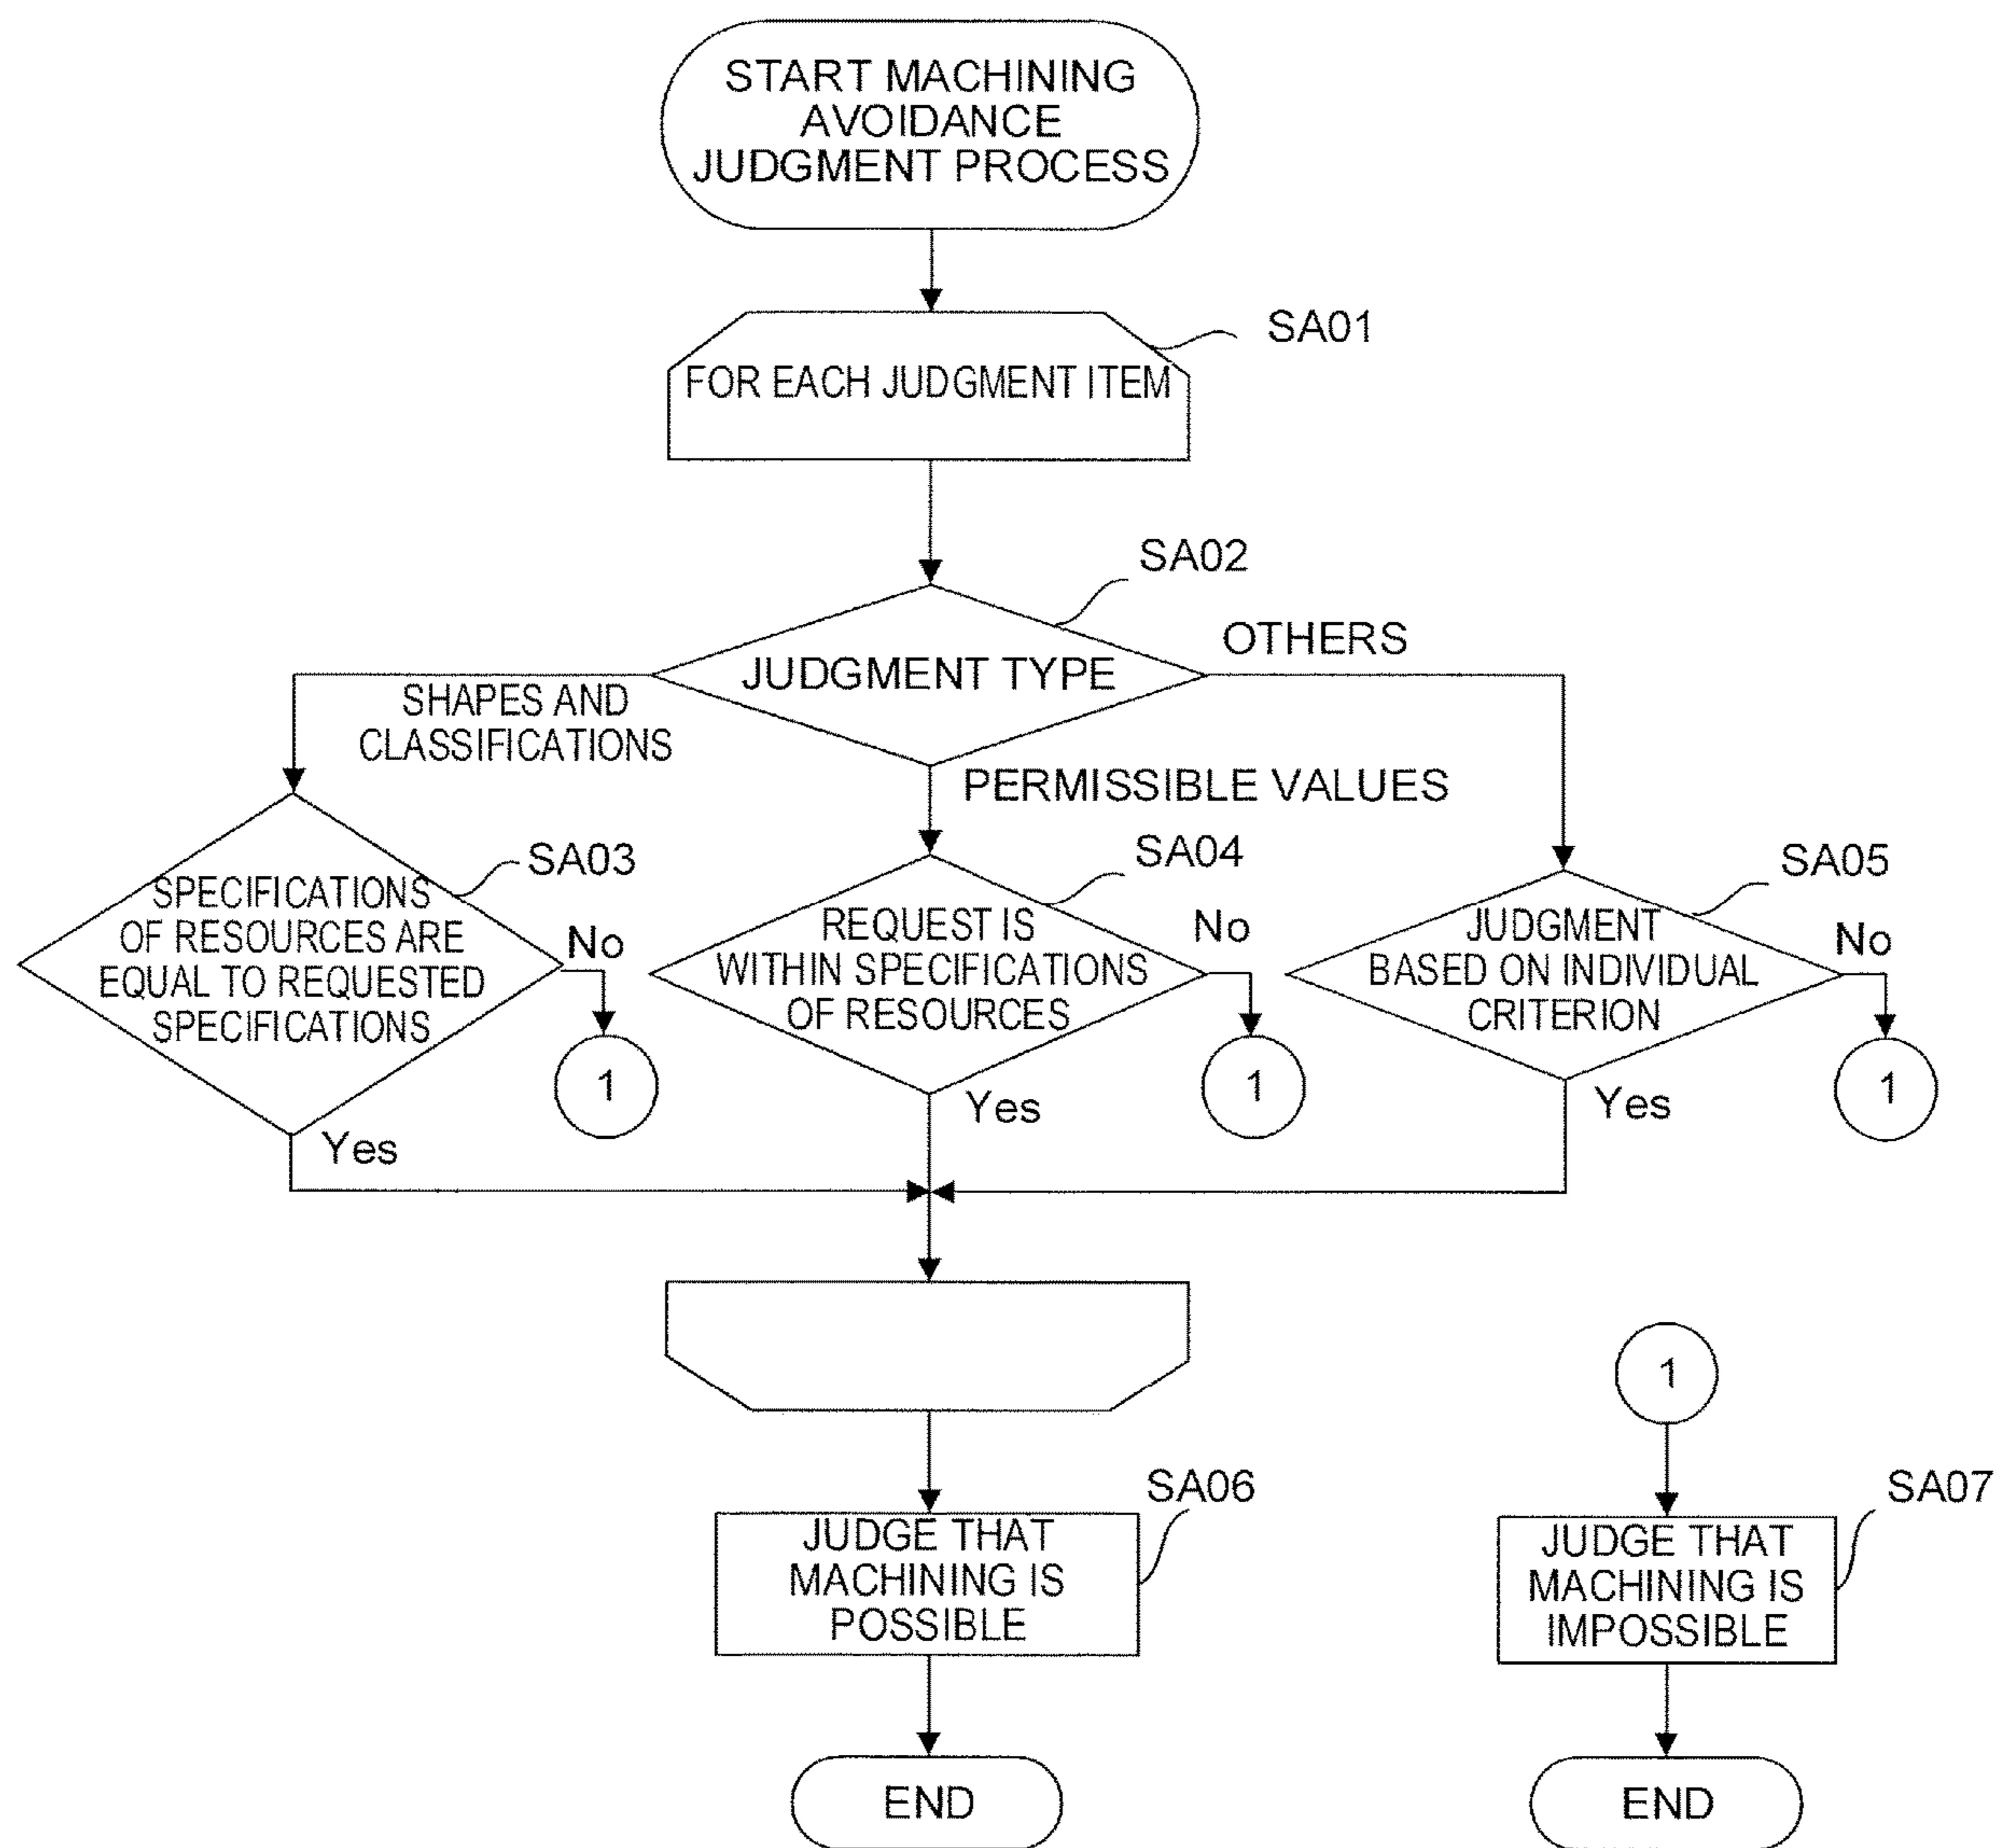 START MACHINING
AVOIDANCE
JUDGMENT PROCESS
SA01
FOR EACH JUDGMENT ITEM
SA02
OTHERS
JUDGMENT TYPE
SHAPES AND
CLASSIFICATIONS
PERMISSIBLE VALUES
SA03
SPECIFICATIONS
OF RESOURCES ARE
EQUAL TO REQUESTED
SPECIFICATIONS
No
1
Yes
SA04
REQUEST IS
WITHIN SPECIFICATIONS
OF RESOURCES
No
1
Yes
SA05
JUDGMENT
BASED ON INDIVIDUAL
CRITERION
No
1
Yes
SA06
JUDGE THAT
MACHINING IS
POSSIBLE
END
1
SA07
JUDGE THAT
MACHINING IS
IMPOSSIBLE
END